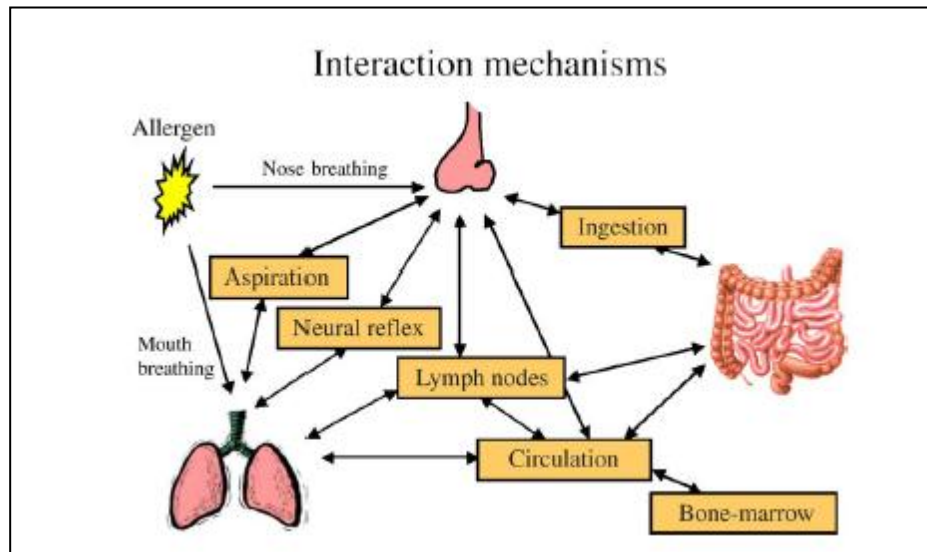 Interaction mechanisms
Allergen
Nose breathing
Ingestion
Aspiration
Neural reflex
Mouth
breathing
Lymph nodes
Circulation
Bone-marrow